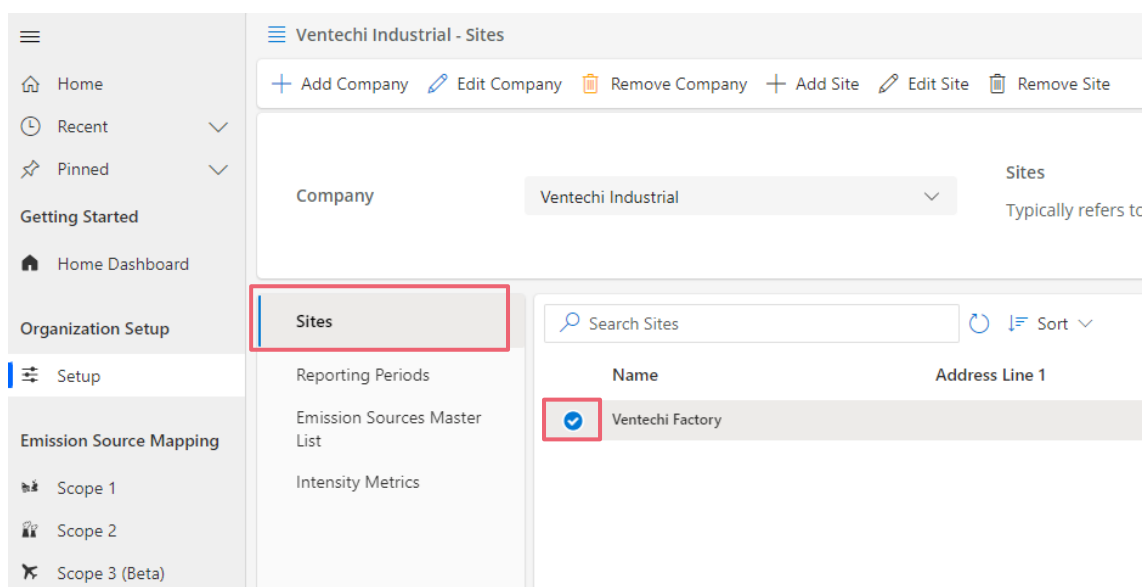 Ventechi Industrial - Sites
Home
Recent
Pinned
Getting Started
Home Dashboard
Organization Setup
Setup
Emission Source Mapping
Scope 1
Scope 2
Scope 3 (Beta)
Add Company Edit Company Remove Company Add Site Edit Site Remove Site
Company
Ventechi Industrial
Sites
Typically refers to
Sites
Reporting Periods
Emission Sources Master
List
Intensity Metrics
Search Sites
Sort
Name Address Line 1
Ventechi Factory